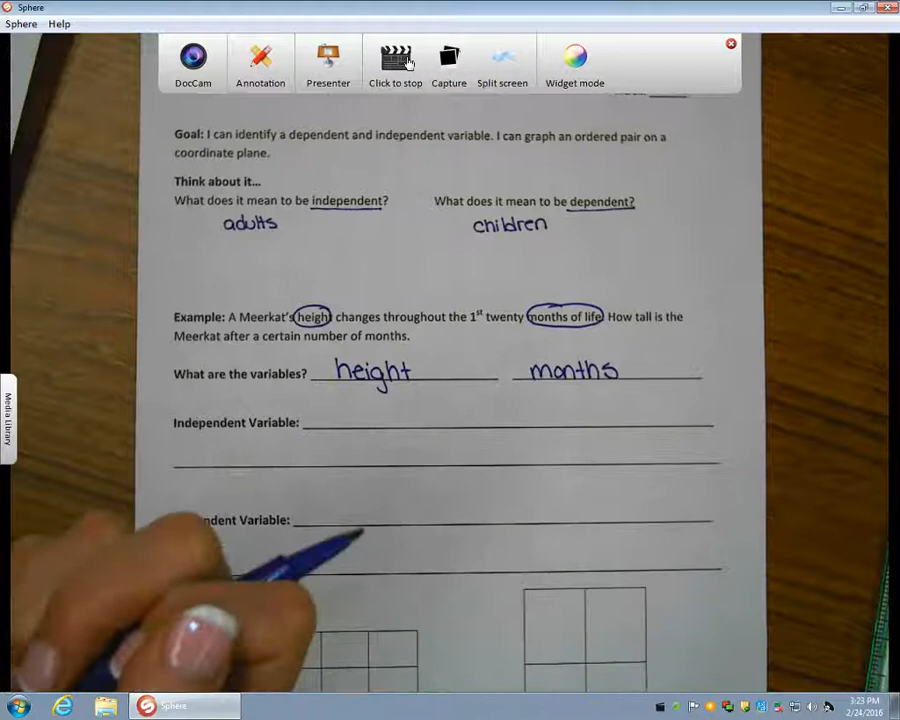 Sphere
Sphere Help
DocCam Annotation Presenter Click to stop Capture Split screen Widget mode
Goal: I can identify a dependent and independent variable. I can graph an ordered pair on a
coordinate plane.
Think about it...
What does it mean to be independent? What does it mean to be dependent?
adults children
Example: A Meerkat's height changes throughout the 1st twenty months of life. How tall is the
Meerkat after a certain number of months.
What are the variables? height months
Independent Variable:
ndent Variable:
Media Library
Sphere
3:23 PM
2/24/2016